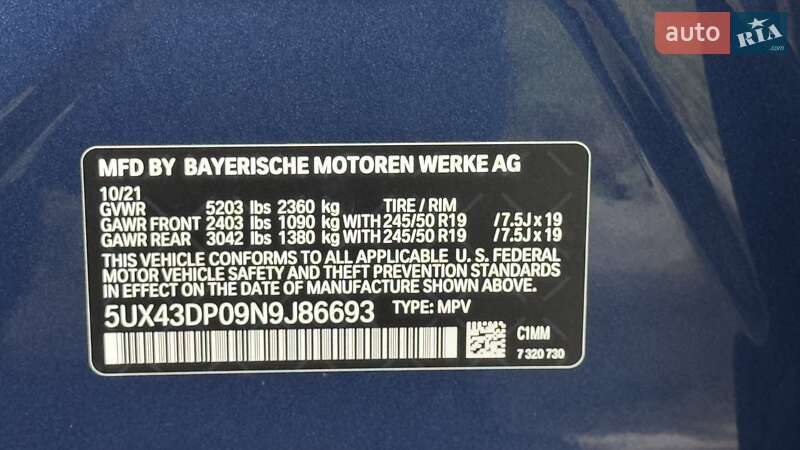 auto RIA .com
MFD BY BAYERISCHE MOTOREN WERKE AG
10/21
GVWR 5203 lbs 2360 kg TIRE / RIM
GAWR FRONT 2403 lbs 1090 kg WITH 245/50 R19 / 7.5J x 19
GAWR REAR 3042 lbs 1380 kg WITH 245/50 R19 / 7.5J x 19
THIS VEHICLE CONFORMS TO ALL APPLICABLE U. S. FEDERAL
MOTOR VEHICLE SAFETY AND THEFT PREVENTION STANDARDS
IN EFFECT ON THE DATE OF MANUFACTURE SHOWN ABOVE.
5UX43DP09N9J86693 TYPE: MPV
C1MM
7 320 730